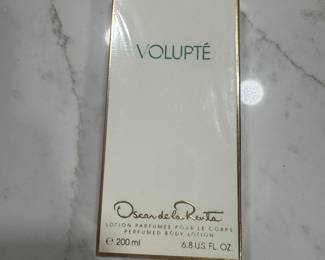 VOLUPTÉ
Oscar de la Renta
LOTION PARFUMÉE POUR LE CORPS
PERFUMED BODY LOTION
℮ 200 ml 6.8 U.S. FL. OZ.